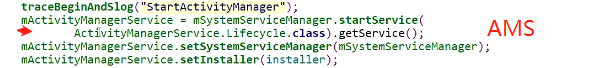 traceBeginAndSlog("StartActivityManager");
mActivityManagerService = mSystemServiceManager.startService(
ActivityManagerService.Lifecycle.class).getService();
AMS
mActivityManagerService.setSystemServiceManager(mSystemServiceManager);
mActivityManagerService.setInstaller(installer);